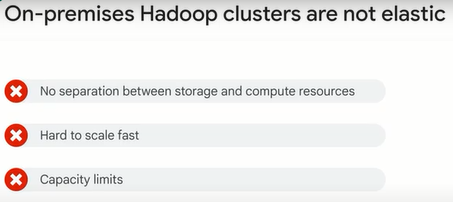 On-premises Hadoop clusters are not elastic
No separation between storage and compute resources
Hard to scale fast
Capacity limits